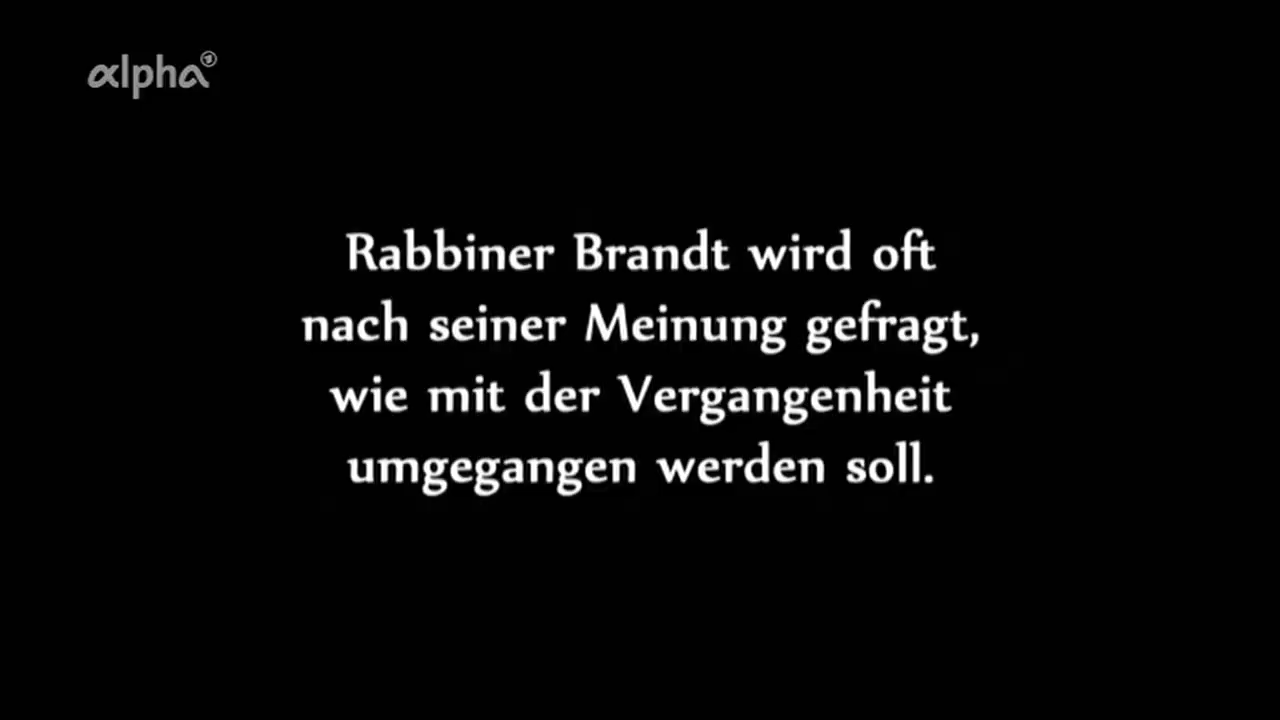 alpha
Rabbiner Brandt wird oft
nach seiner Meinung gefragt,
wie mit der Vergangenheit
umgegangen werden soll.